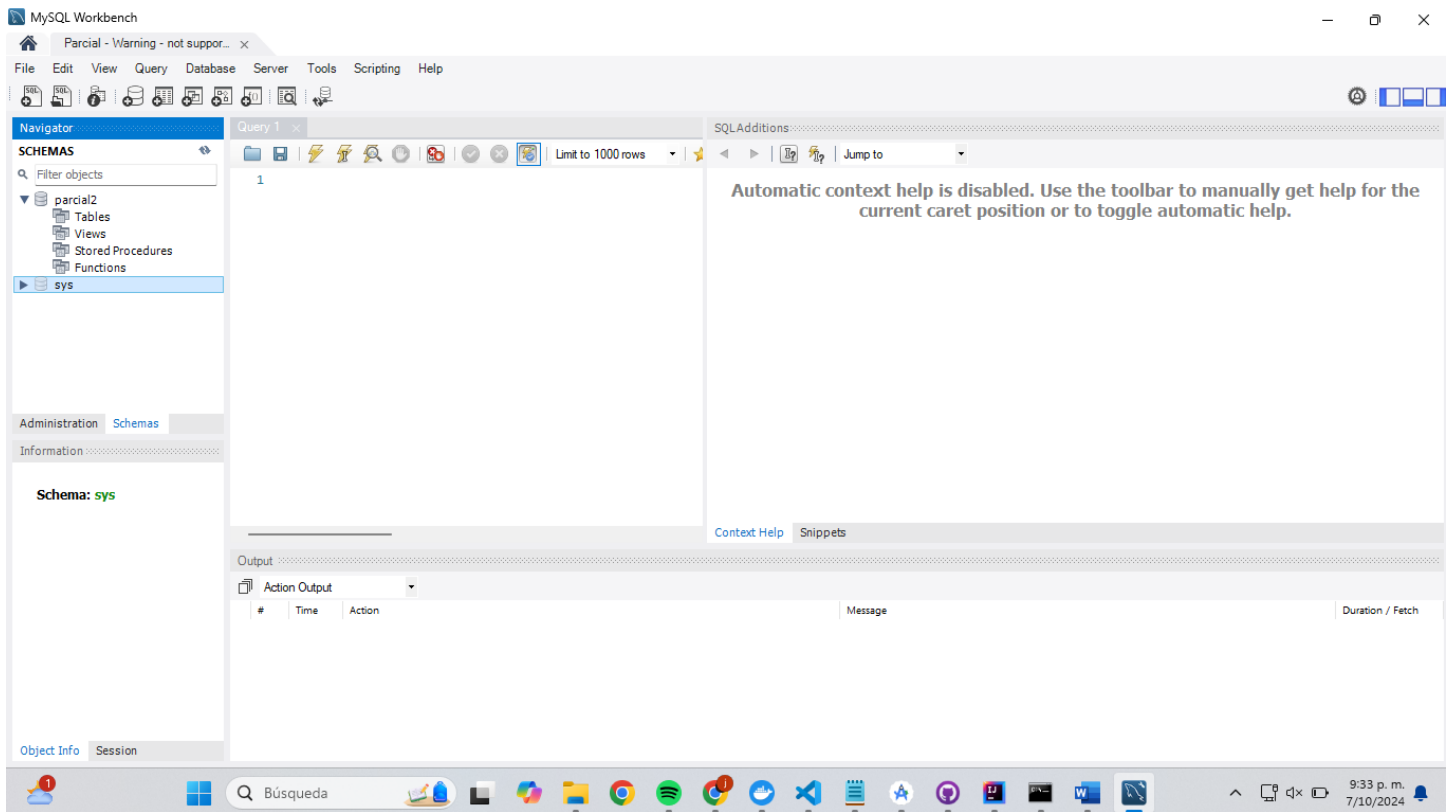 MySQL Workbench
Parcial - Warning - not suppor...
File Edit View Query Database Server Tools Scripting Help
Navigator
SCHEMAS
Filter objects
parcial2
Tables
Views
Stored Procedures
Functions
sys
Administration Schemas
Information
Schema: sys
Object Info Session
Query 1
Limit to 1000 rows
1
SQLAdditions
Jump to
Automatic context help is disabled. Use the toolbar to manually get help for the
current caret position or to toggle automatic help.
Context Help Snippets
Output
Action Output
# Time Action Message Duration / Fetch
1
Búsqueda
9:33 p. m.
7/10/2024